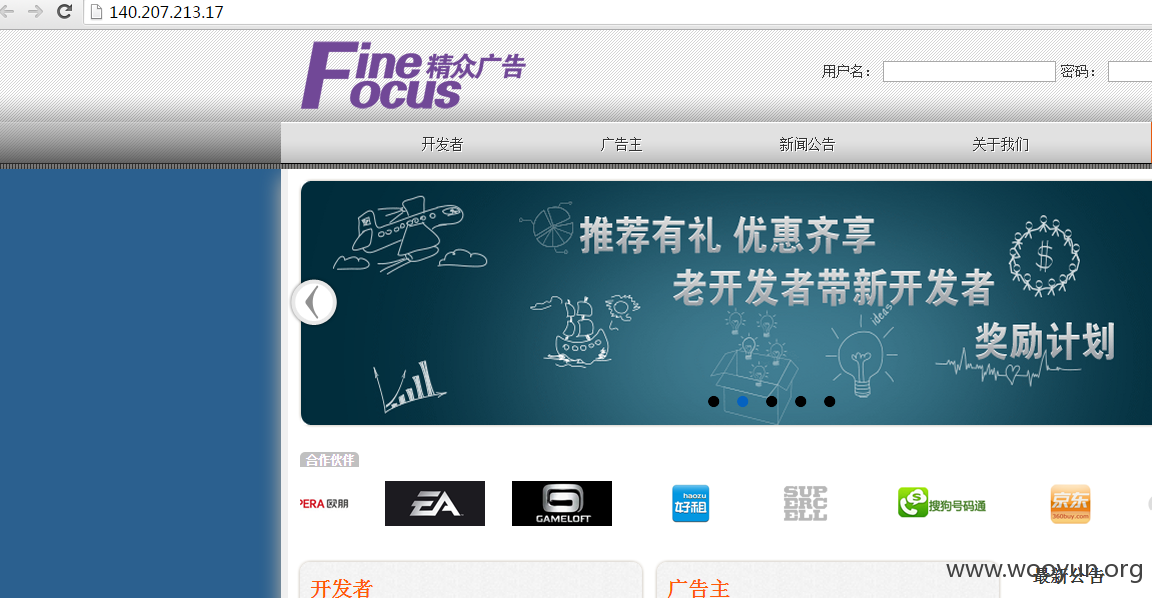 140.207.213.17
Fine Focus 精众广告
用户名： 密码：
开发者 广告主 新闻公告 关于我们
推荐有礼 优惠齐享
老开发者带新开发者
ideas
奖励计划
合作伙伴
PERA 欧朋 EA GAMELOFT haozu 好租 SUPERCELL 搜狗号码通 京东 360buy.com
开发者 广告主 最新公告
www.wooyun.org